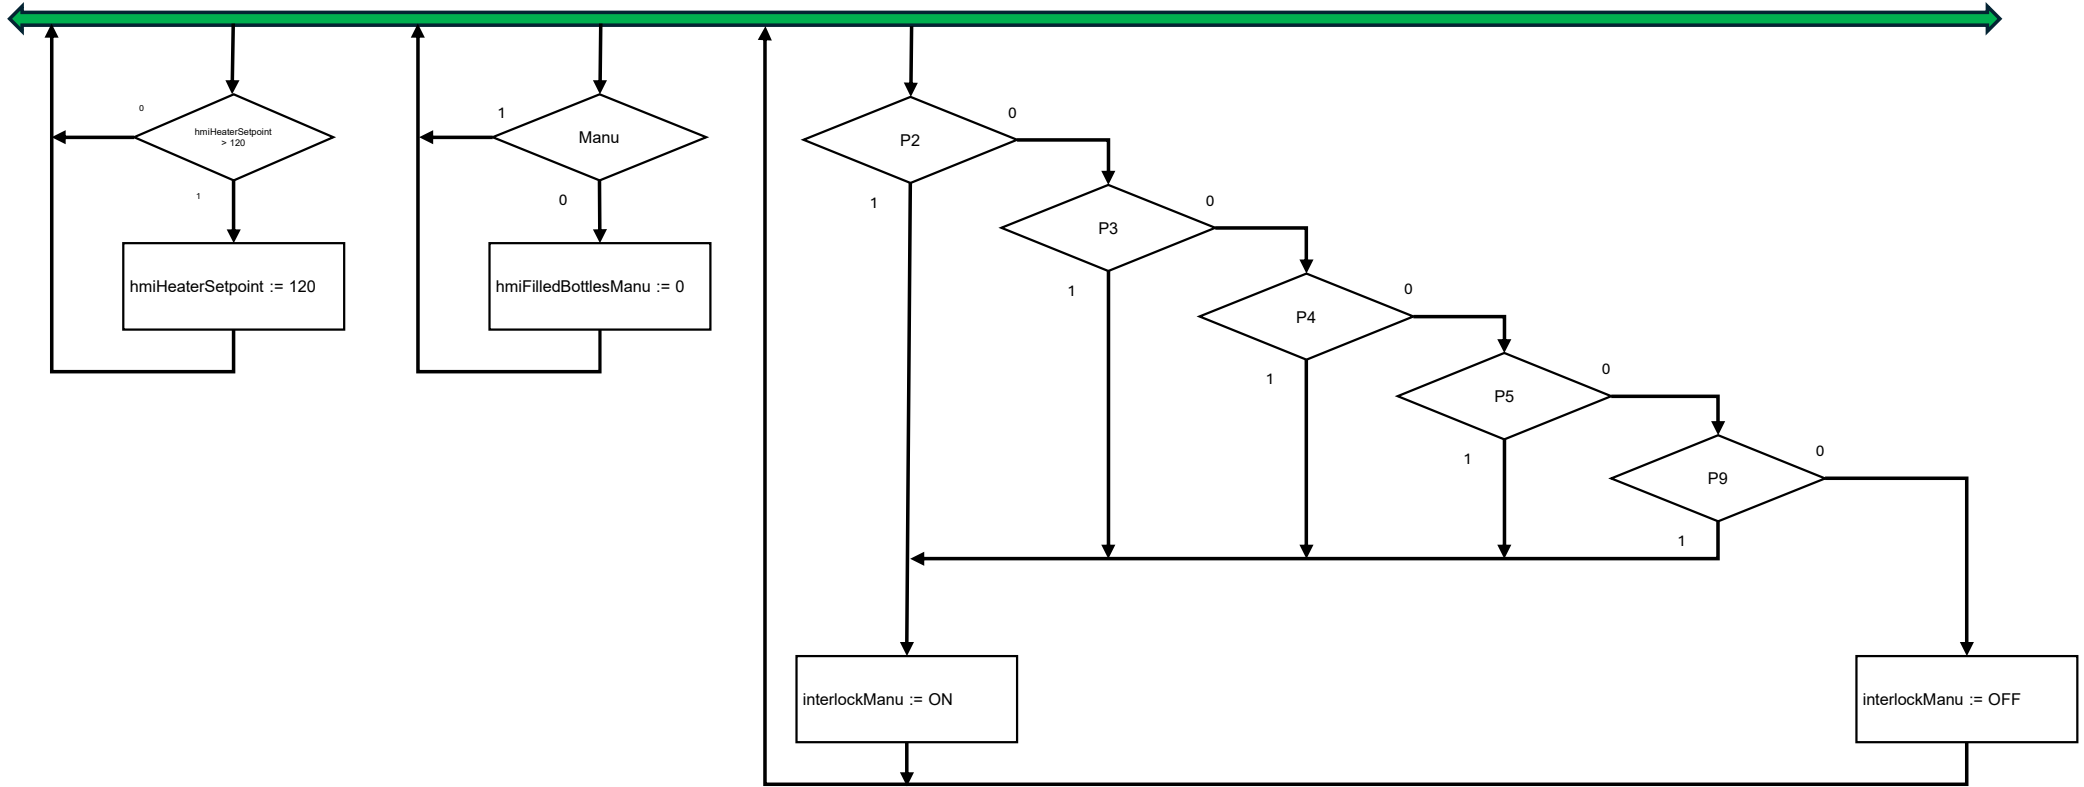 0
hmiHeaterSetpoint
> 120
1
hmiHeaterSetpoint := 120
1
Manu
0
hmiFilledBottlesManu := 0
P2
0
1
P3
0
1
P4
0
1
P5
0
1
P9
0
1
interlockManu := ON
interlockManu := OFF